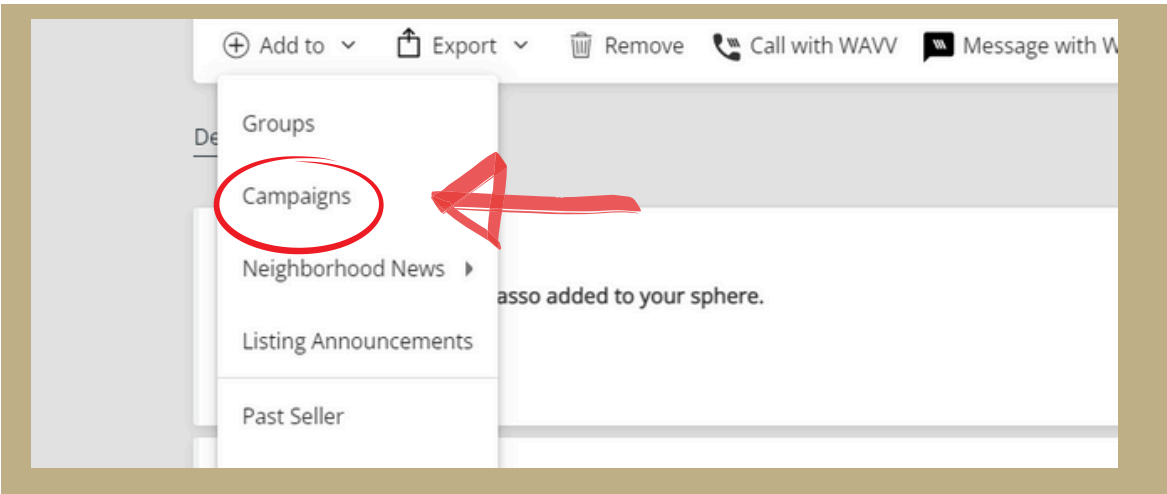 Add to Export Remove Call with WAVV Message with W
Groups
De
Campaigns
Neighborhood News
asso added to your sphere.
Listing Announcements
Past Seller